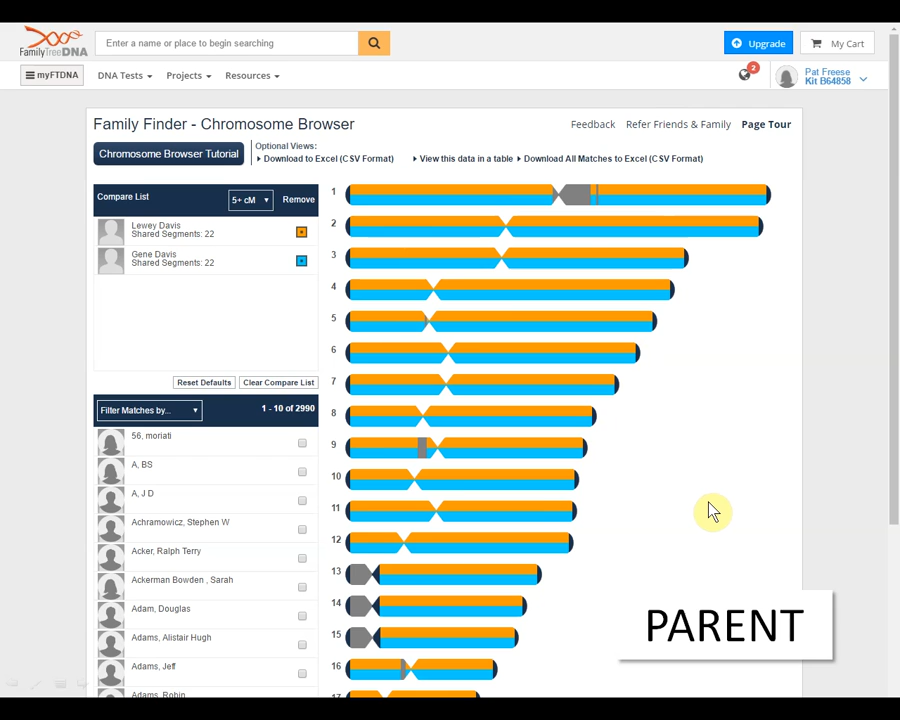 FamilyTreeDNA
Enter a name or place to begin searching
Upgrade
My Cart
myFTDNA
DNA Tests
Projects
Resources
2
Pat Freese
Kit B64858
Family Finder - Chromosome Browser
Feedback
Refer Friends & Family
Page Tour
Chromosome Browser Tutorial
Optional Views:
Download to Excel (CSV Format)
View this data in a table
Download All Matches to Excel (CSV Format)
Compare List
5+ cM
Remove
Lewey Davis
Shared Segments: 22
Gene Davis
Shared Segments: 22
Reset Defaults
Clear Compare List
Filter Matches by...
1 - 10 of 2990
56, moriati
A, BS
A, J D
Achramowicz, Stephen W
Acker, Ralph Terry
Ackerman Bowden , Sarah
Adam, Douglas
Adams, Alistair Hugh
Adams, Jeff
Adams, Robin
1
2
3
4
5
6
7
8
9
10
11
12
13
14
15
16
17
PARENT